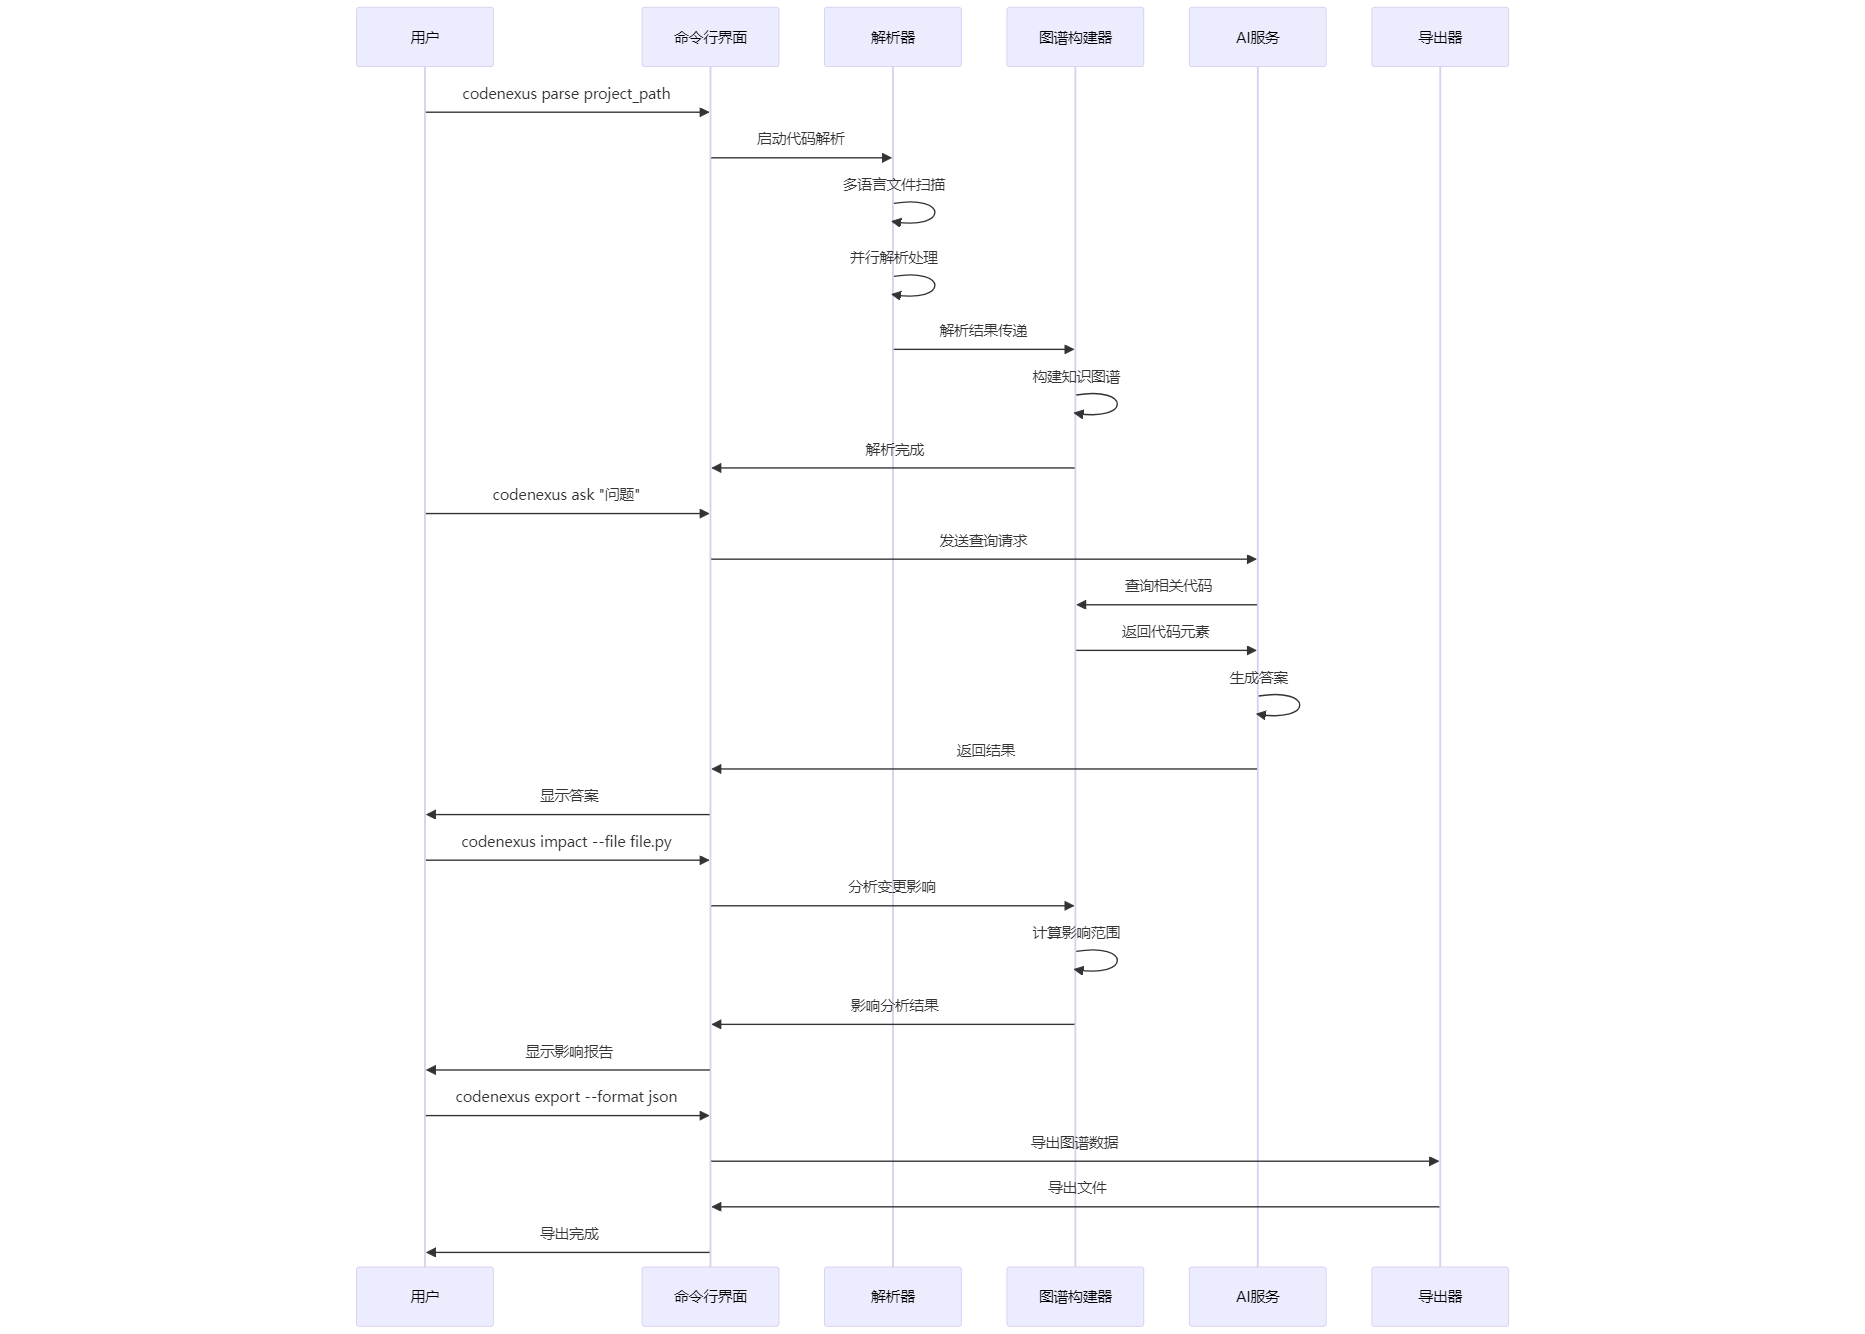 用户
命令行界面
解析器
图谱构建器
AI服务
导出器
codenexus parse project_path
启动代码解析
多语言文件扫描
并行解析处理
解析结果传递
构建知识图谱
解析完成
codenexus ask "问题"
发送查询请求
查询相关代码
返回代码元素
生成答案
返回结果
显示答案
codenexus impact --file file.py
分析变更影响
计算影响范围
影响分析结果
显示影响报告
codenexus export --format json
导出图谱数据
导出文件
导出完成
用户
命令行界面
解析器
图谱构建器
AI服务
导出器